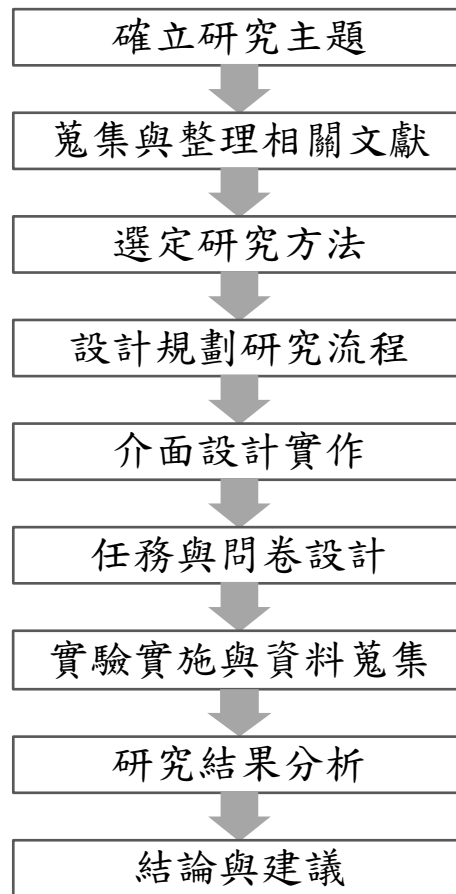 確立研究主題
蒐集與整理相關文獻
選定研究方法
設計規劃研究流程
介面設計實作
任務與問卷設計
實驗實施與資料蒐集
研究結果分析
結論與建議